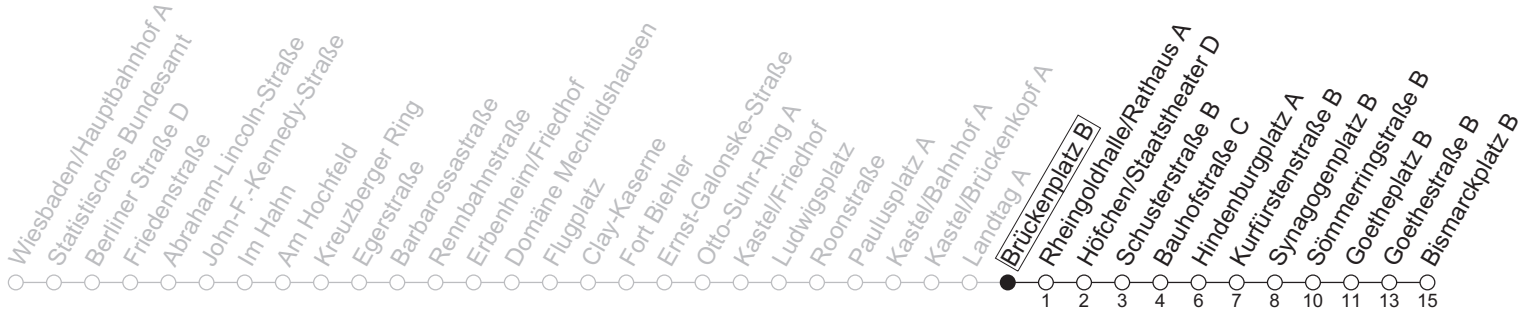 Wiesbaden/Hauptbahnhof A
Statistisches Bundesamt
Berliner Straße D
Friedenstraße
Abraham-Lincoln-Straße
John-F.-Kennedy-Straße
Im Hahn
Am Hochfeld
Kreuzberger Ring
Egerstraße
Barbarossastraße
Rennbahnstraße
Erbenheim/Friedhof
Domäne Mechtildshausen
Flugplatz
Clay-Kaserne
Fort Biehler
Ernst-Galonske-Straße
Otto-Suhr-Ring A
Kastel/Friedhof
Ludwigsplatz
Roonstraße
Paulusplatz A
Kastel/Bahnhof A
Kastel/Brückenkopf A
Landtag A
Brückenplatz B
Rheingoldhalle/Rathaus A
Höfchen/Staatstheater D
Schusterstraße B
Bauhofstraße C
Hindenburgplatz A
Kurfürstenstraße B
Synagogenplatz B
Sömmerringstraße B
Goetheplatz B
Goethestraße B
Bismarckplatz B
1 2 3 4 6 7 8 10 11 13 15